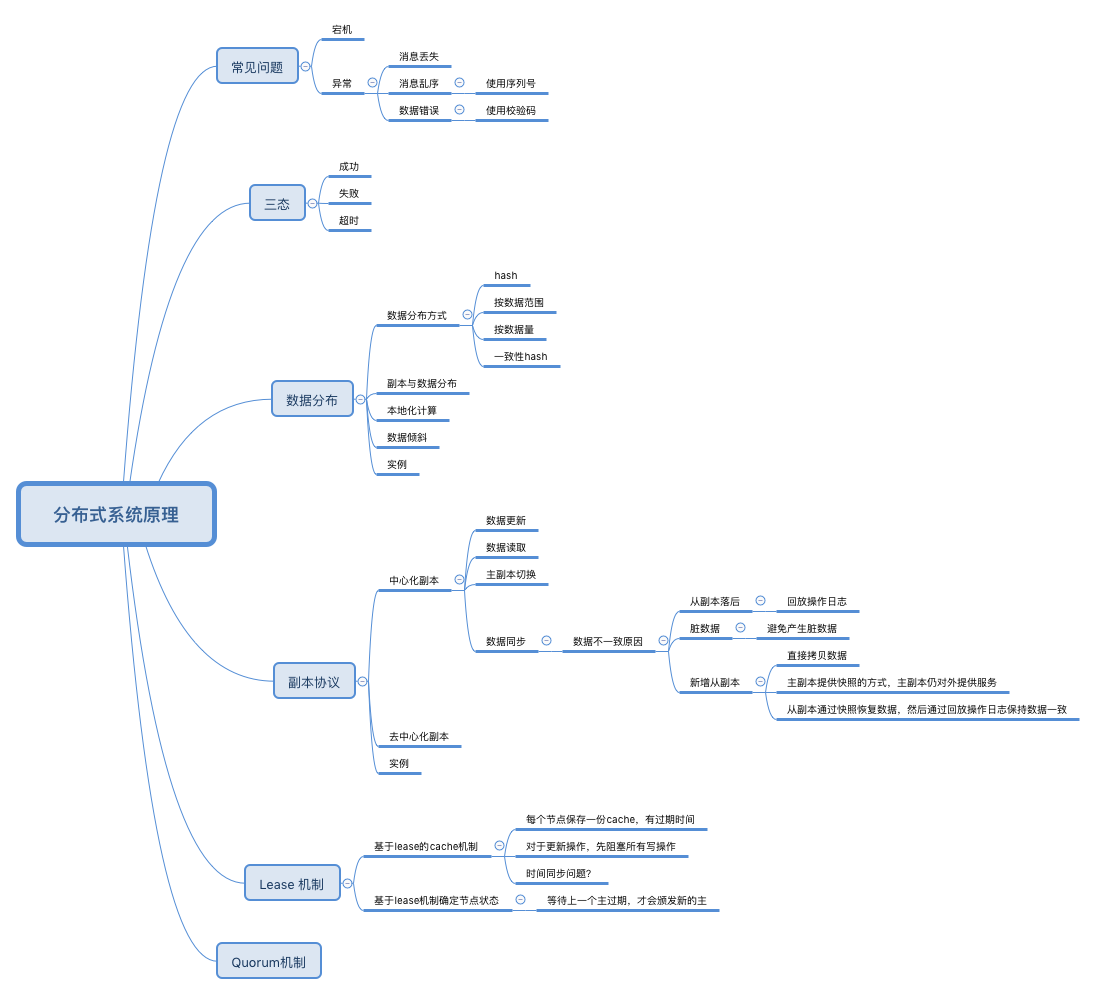 分布式系统原理
常见问题
宕机
异常
消息丢失
消息乱序
使用序列号
数据错误
使用校验码
三态
成功
失败
超时
数据分布
数据分布方式
hash
按数据范围
按数据量
一致性hash
副本与数据分布
本地化计算
数据倾斜
实例
副本协议
中心化副本
数据更新
数据读取
主副本切换
数据同步
数据不一致原因
从副本落后
回放操作日志
脏数据
避免产生脏数据
新增从副本
直接拷贝数据
主副本提供快照的方式，主副本仍对外提供服务
从副本通过快照恢复数据，然后通过回放操作日志保持数据一致
去中心化副本
实例
Lease 机制
基于lease的cache机制
每个节点保存一份cache，有过期时间
对于更新操作，先阻塞所有写操作
时间同步问题?
基于lease机制确定节点状态
等待上一个主过期，才会颁发新的主
Quorum机制